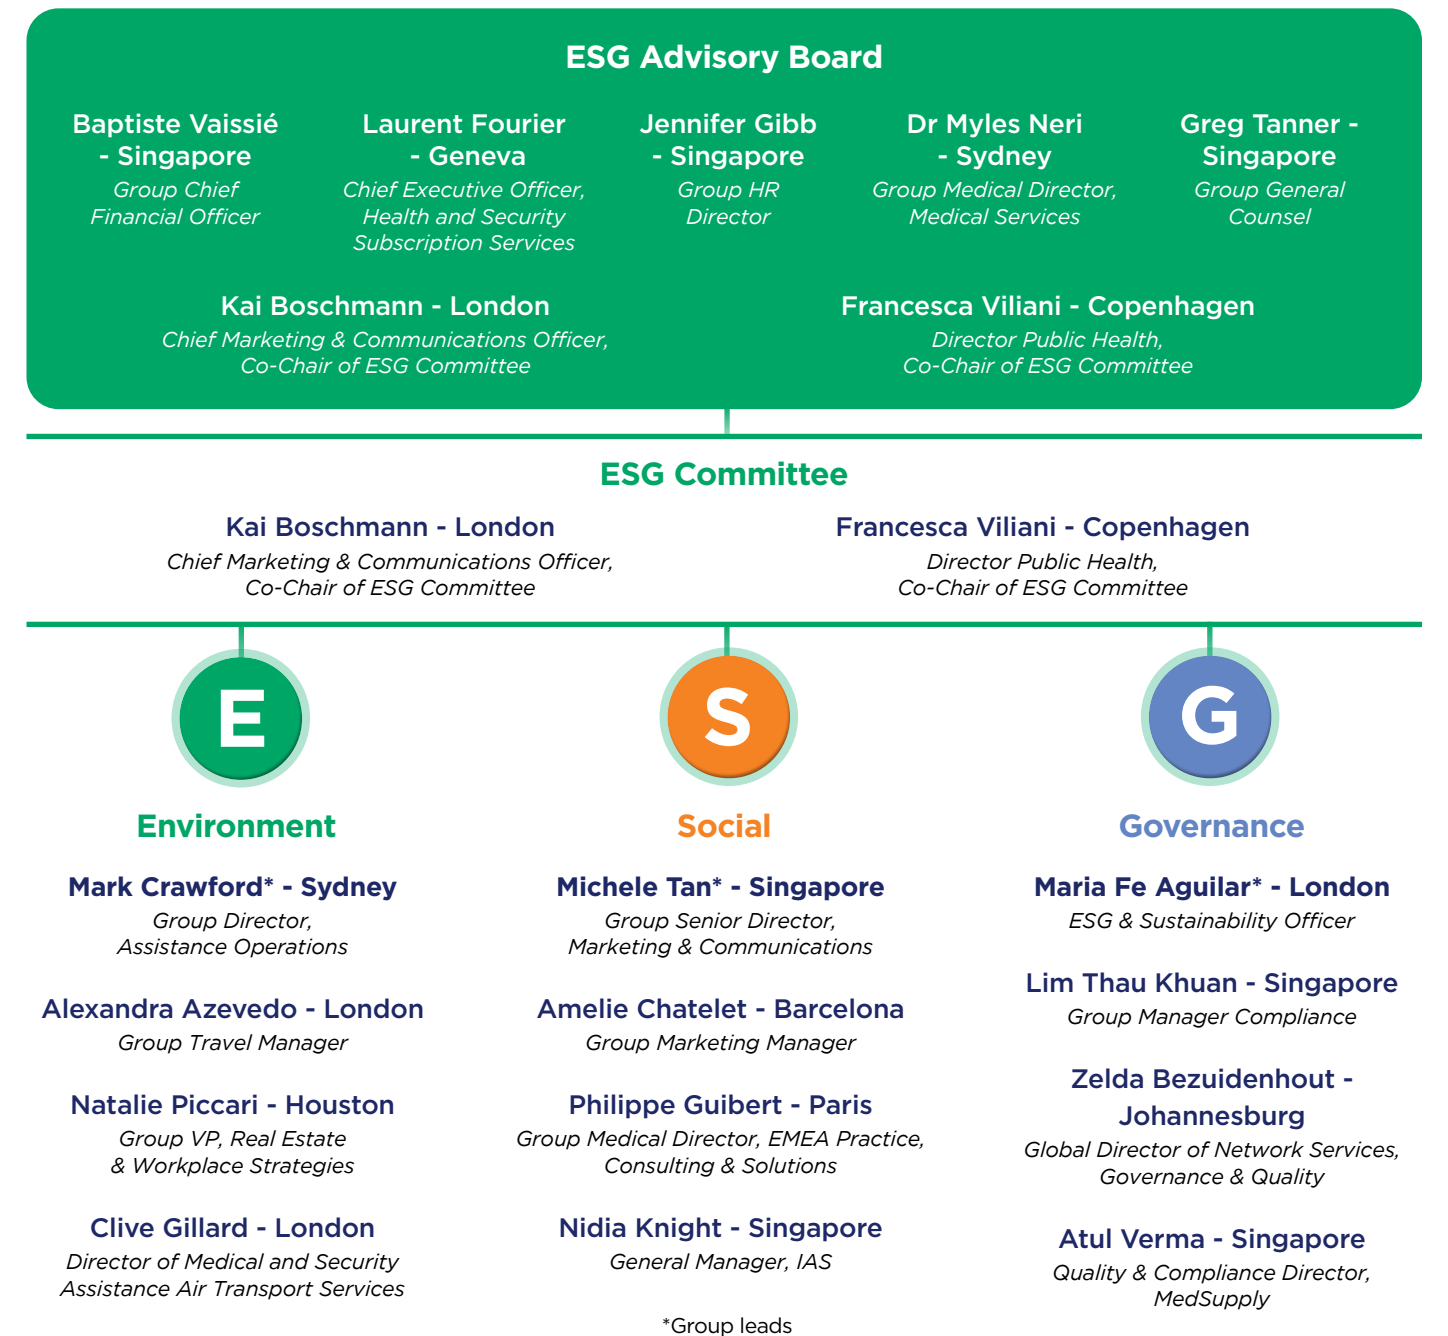 ESG Advisory Board
Baptiste Vaissié
- Singapore
Group Chief
Financial Officer
Laurent Fourier
- Geneva
Chief Executive Officer,
Health and Security
Subscription Services
Jennifer Gibb
- Singapore
Group HR
Director
Dr Myles Neri
- Sydney
Group Medical Director,
Medical Services
Greg Tanner -
Singapore
Group General
Counsel
Kai Boschmann - London
Chief Marketing & Communications Officer,
Co-Chair of ESG Committee
Francesca Viliani - Copenhagen
Director Public Health,
Co-Chair of ESG Committee
ESG Committee
Kai Boschmann - London
Chief Marketing & Communications Officer,
Co-Chair of ESG Committee
Francesca Viliani - Copenhagen
Director Public Health,
Co-Chair of ESG Committee
E
Environment
Mark Crawford* - Sydney
Group Director,
Assistance Operations
Alexandra Azevedo - London
Group Travel Manager
Natalie Piccari - Houston
Group VP, Real Estate
& Workplace Strategies
Clive Gillard - London
Director of Medical and Security
Assistance Air Transport Services
S
Social
Michele Tan* - Singapore
Group Senior Director,
Marketing & Communications
Amelie Chatelet - Barcelona
Group Marketing Manager
Philippe Guibert - Paris
Group Medical Director, EMEA Practice,
Consulting & Solutions
Nidia Knight - Singapore
General Manager, IAS
G
Governance
Maria Fe Aguilar* - London
ESG & Sustainability Officer
Lim Thau Khuan - Singapore
Group Manager Compliance
Zelda Bezuidenhout -
Johannesburg
Global Director of Network Services,
Governance & Quality
Atul Verma - Singapore
Quality & Compliance Director,
MedSupply
*Group leads